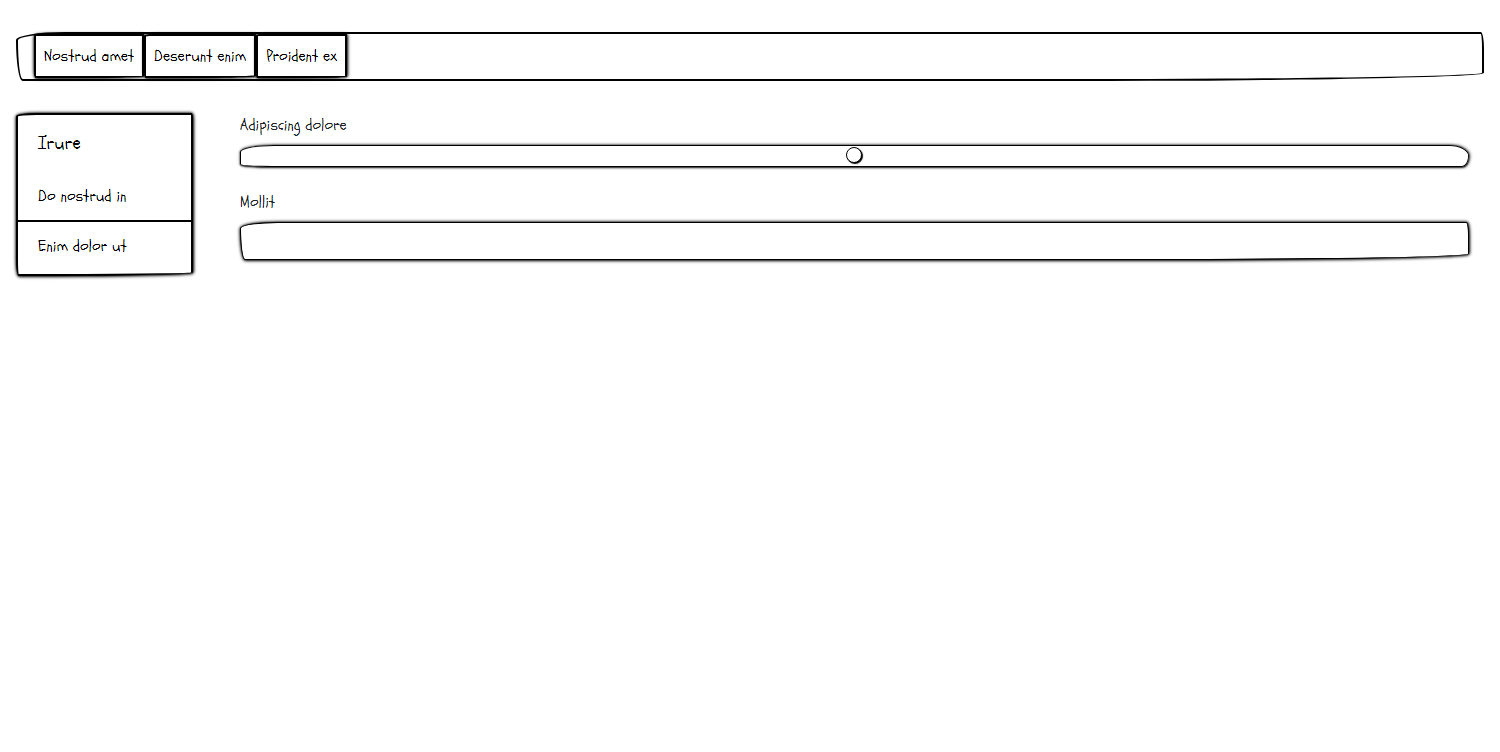 Nostrud amet Deserunt enim Proident ex
Irure
Do nostrud in
Enim dolor ut
Adipiscing dolore
Mollit